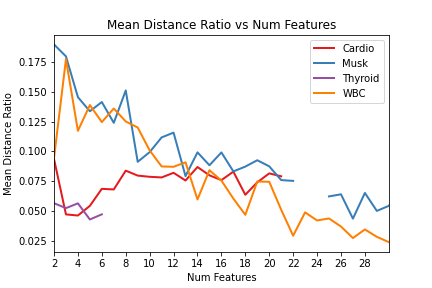 Mean Distance Ratio vs Num Features
Cardio
Musk
Thyroid
WBC
Mean Distance Ratio
0.175
0.150
0.125
0.100
0.075
0.050
0.025
2 4 6 8 10 12 14 16 18 20 22 24 26 28
Num Features